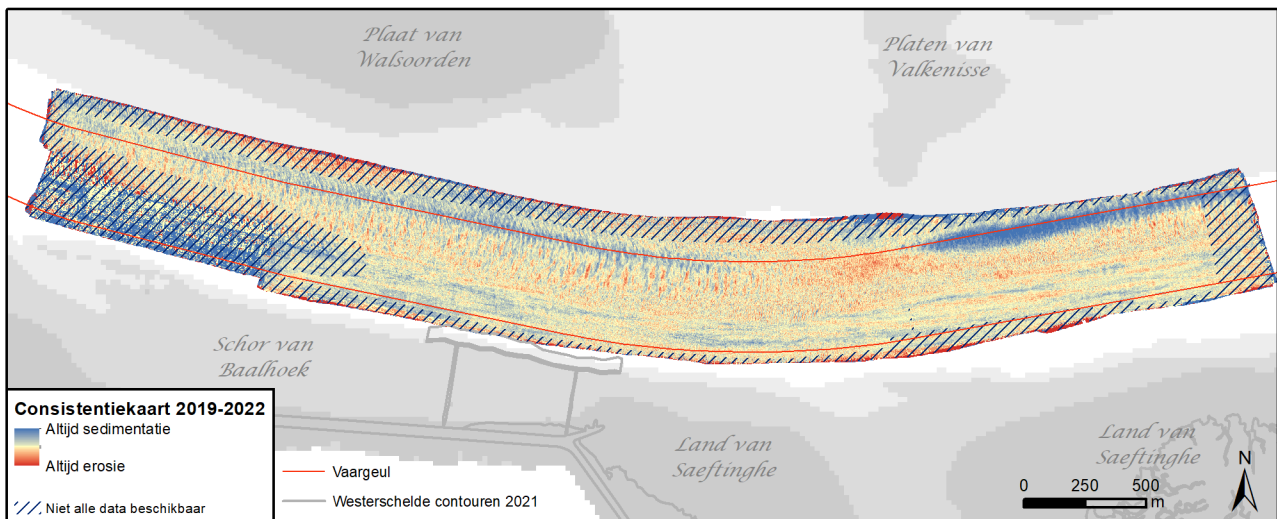 Plaat van
Walsoorden
Platen van
Valkenisse
Schor van
Baalhoek
Land van
Saeftinghe
Land van
Saeftinghe
Consistentiekaart 2019-2022
Altijd sedimentatie
Altijd erosie
Niet alle data beschikbaar
Vaargeul
Westerschelde contouren 2021
0 250 500
m
N